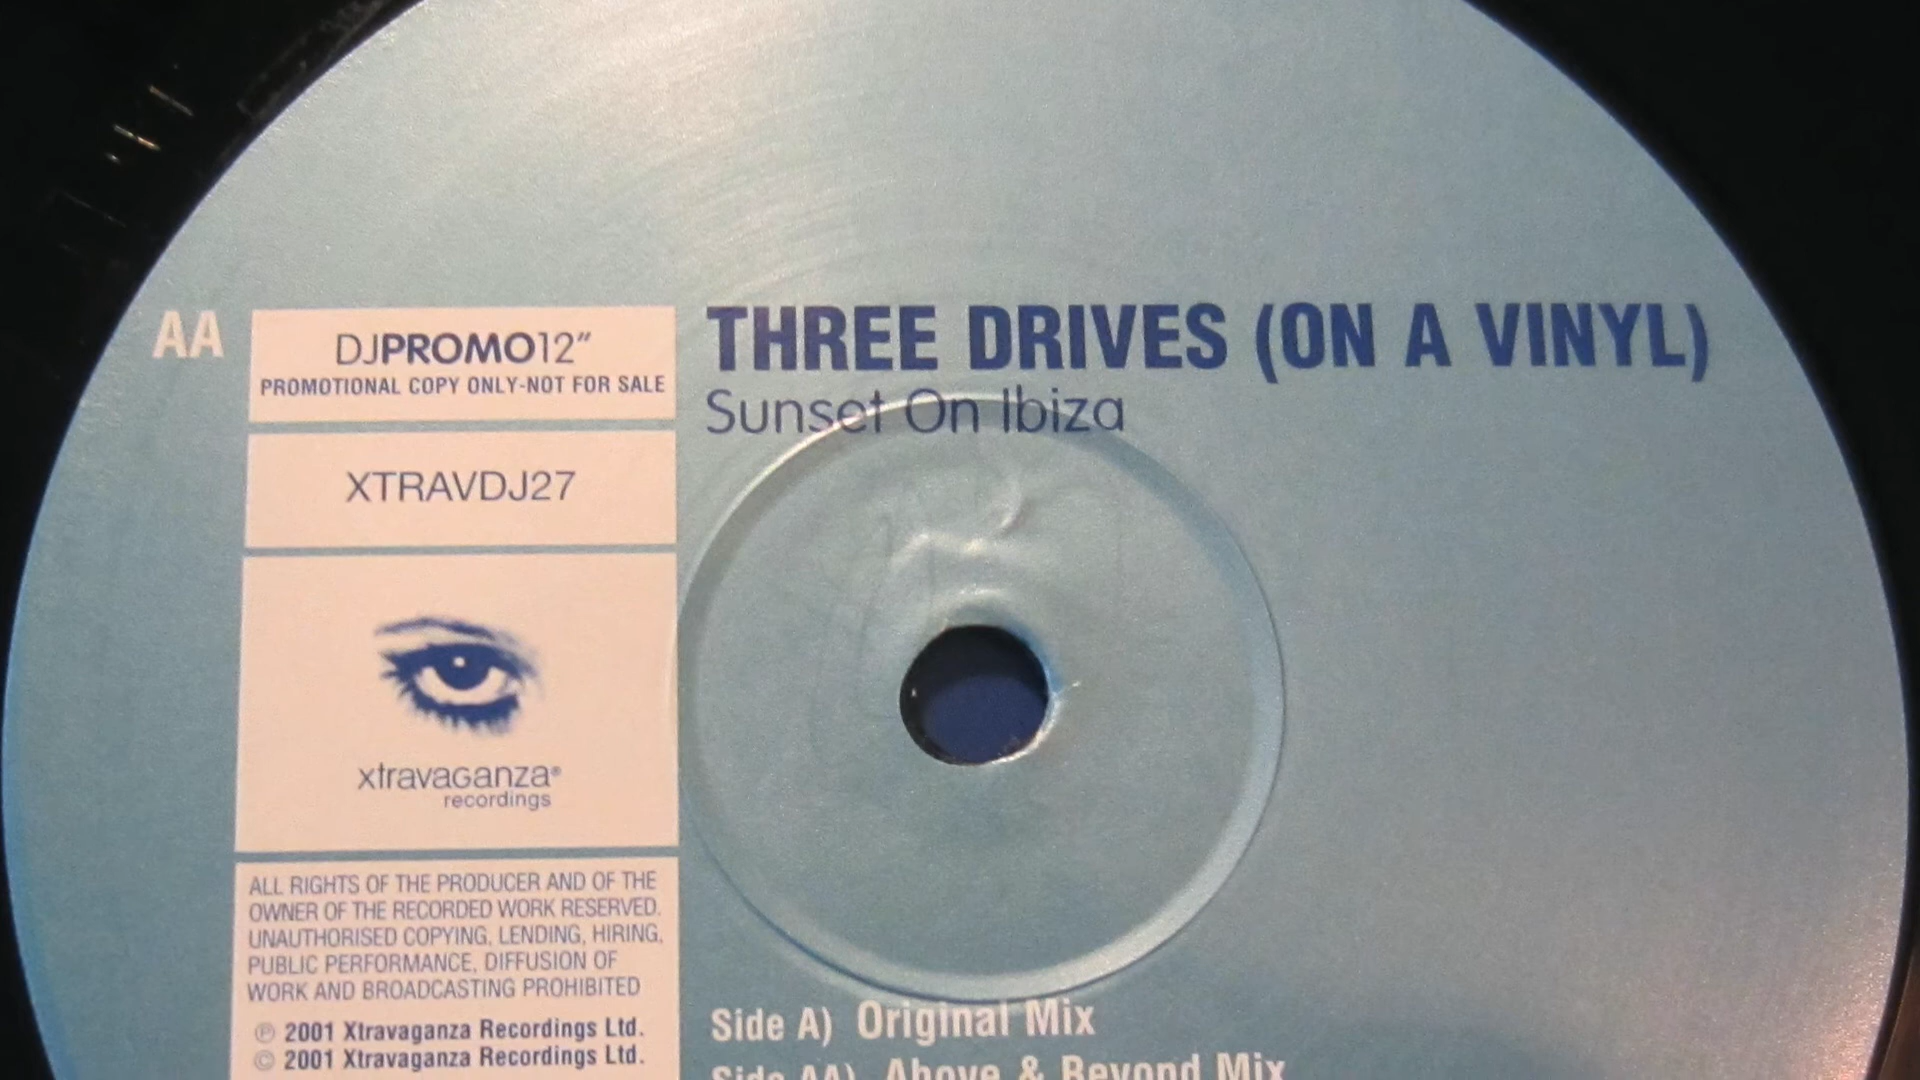 AA
DJPROMO12"
PROMOTIONAL COPY ONLY-NOT FOR SALE
XTRAVDJ27
xtravaganza®
recordings
ALL RIGHTS OF THE PRODUCER AND OF THE
OWNER OF THE RECORDED WORK RESERVED.
UNAUTHORISED COPYING, LENDING, HIRING,
PUBLIC PERFORMANCE, DIFFUSION OF
WORK AND BROADCASTING PROHIBITED
℗ 2001 Xtravaganza Recordings Ltd.
© 2001 Xtravaganza Recordings Ltd.
THREE DRIVES (ON A VINYL)
Sunset On Ibiza
Side A) Original Mix
Side AA) Above & Beyond Mix